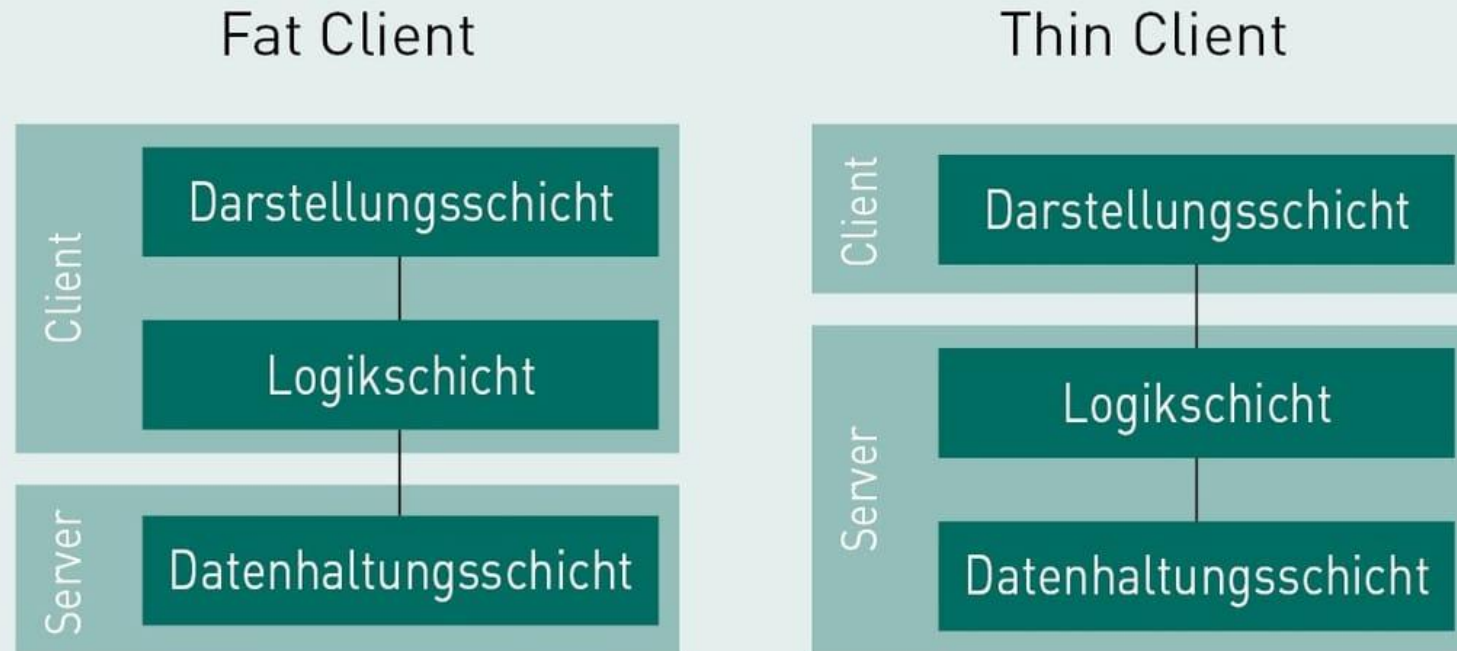 Fat Client
Client
Darstellungsschicht
Logikschicht
Server
Datenhaltungsschicht
Thin Client
Client
Darstellungsschicht
Server
Logikschicht
Datenhaltungsschicht